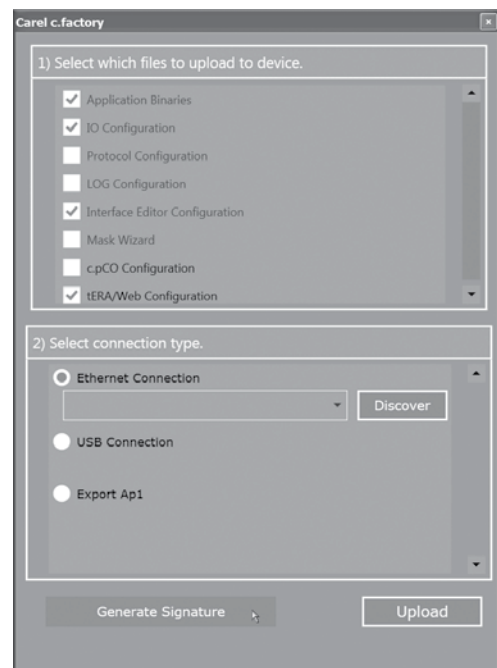 Carel c.factory
1) Select which files to upload to device.
Application Binaries
IO Configuration
Protocol Configuration
LOG Configuration
Interface Editor Configuration
Mask Wizard
c.pCO Configuration
tERA/Web Configuration
2) Select connection type.
Ethernet Connection
Discover
USB Connection
Export Ap1
Generate Signature
Upload